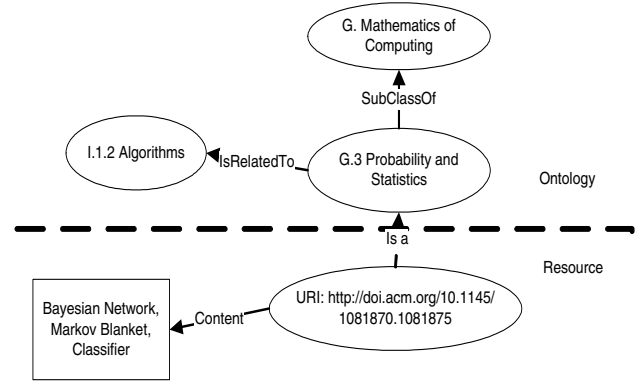 G. Mathematics of
Computing
SubClassOf
I.1.2 Algorithms
IsRelatedTo
G.3 Probability and
Statistics
Ontology
Is a
Resource
Bayesian Network,
Markov Blanket,
Classifier
Content
URI: http://doi.acm.org/10.1145/
1081870.1081875